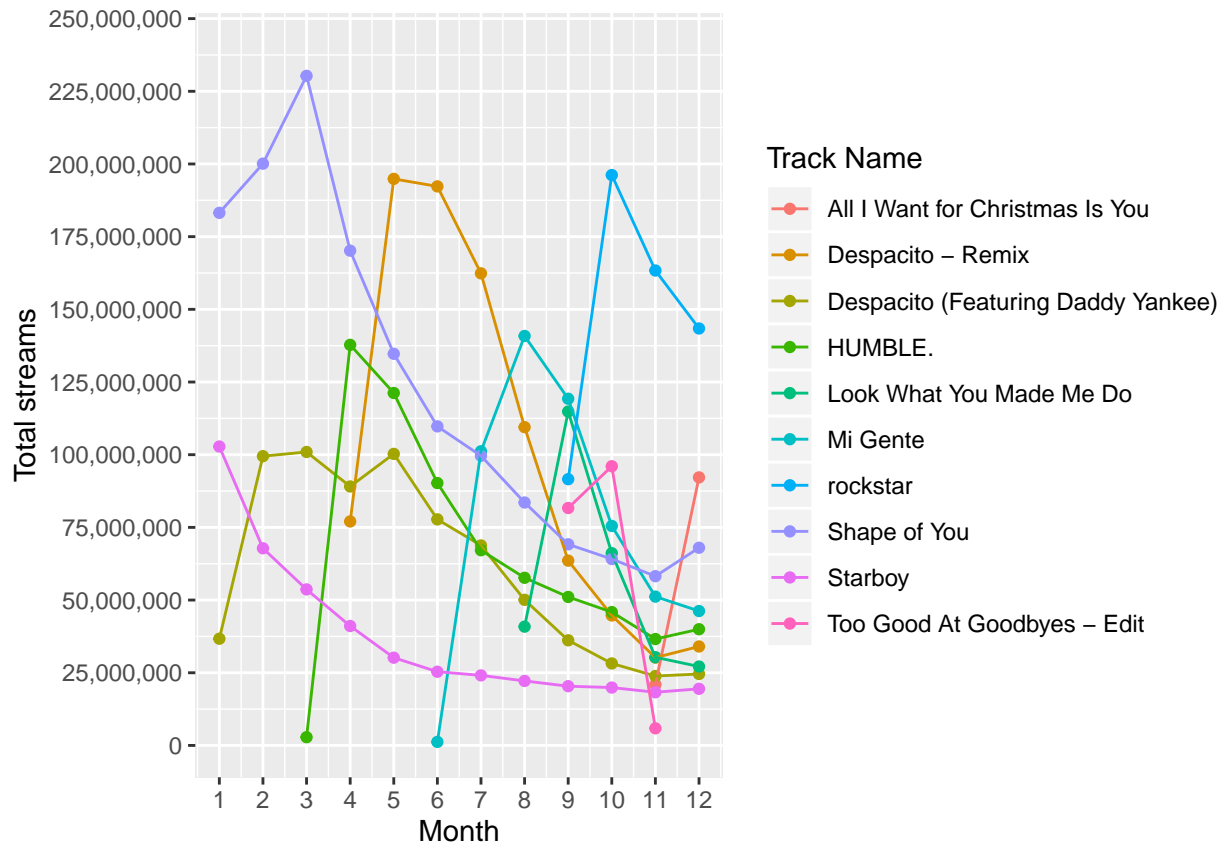 250,000,000
225,000,000
200,000,000
175,000,000
150,000,000
125,000,000
100,000,000
75,000,000
50,000,000
25,000,000
0
Total streams
1 2 3 4 5 6 7 8 9 10 11 12
Month
Track Name
All I Want for Christmas Is You
Despacito − Remix
Despacito (Featuring Daddy Yankee)
HUMBLE.
Look What You Made Me Do
Mi Gente
rockstar
Shape of You
Starboy
Too Good At Goodbyes − Edit